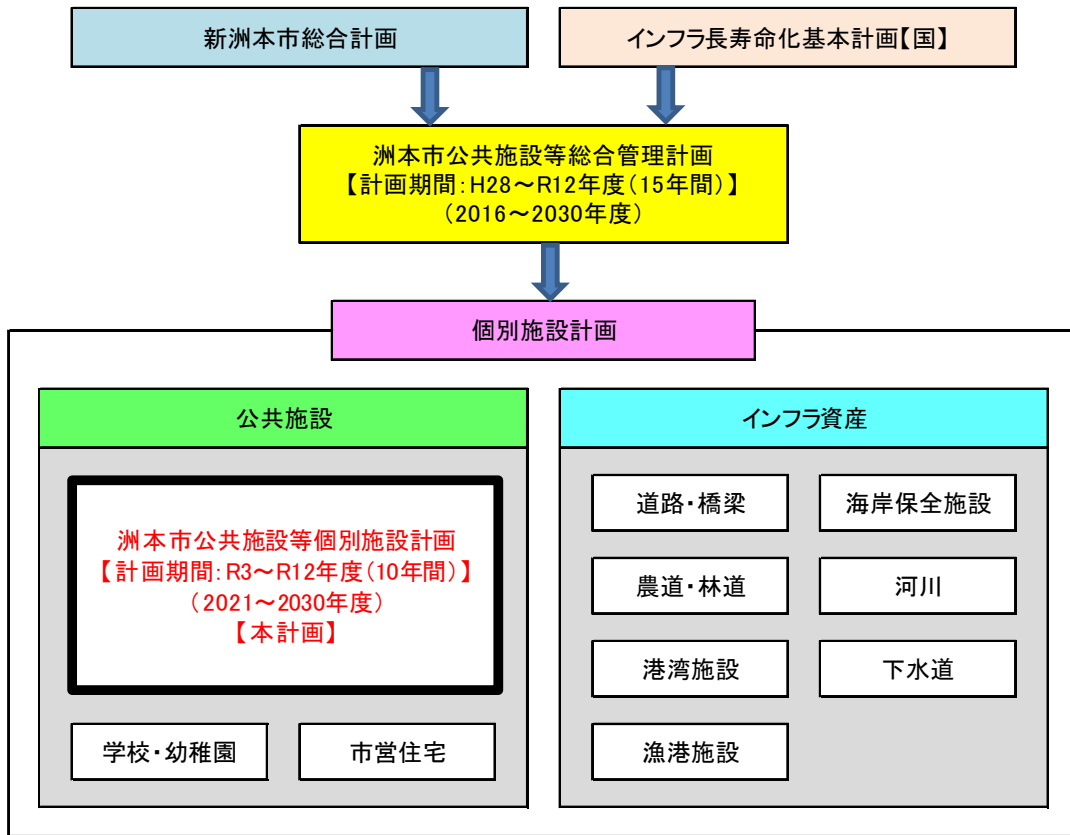 新洲本市総合計画
インフラ長寿命化基本計画【国】
洲本市公共施設等総合管理計画
【計画期間：H28～R12年度（15年間）】
（2016～2030年度）
個別施設計画
公共施設
洲本市公共施設等個別施設計画
【計画期間：R3～R12年度（10年間）】
（2021～2030年度）
【本計画】
学校・幼稚園
市営住宅
インフラ資産
道路・橋梁
海岸保全施設
農道・林道
河川
港湾施設
下水道
漁港施設